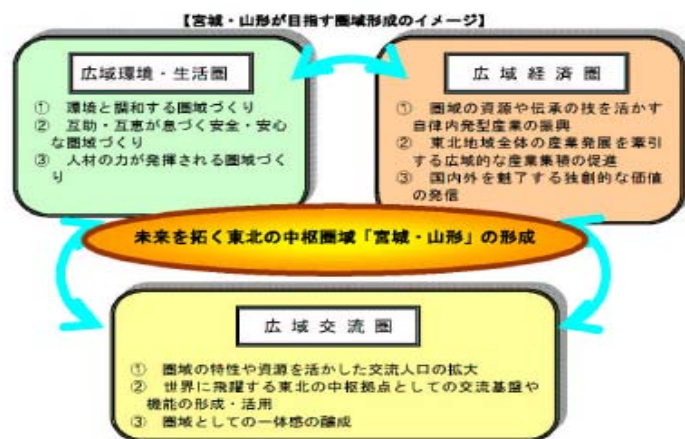 【宮城・山形が目指す圏域形成のイメージ】
広域環境・生活圏
① 環境と調和する圏域づくり
② 互助・互恵が息づく安全・安心
な圏域づくり
③ 人材の力が発揮される圏域づく
り
広域経済圏
① 圏域の資源や伝承の技を活かす
自律内発型産業の振興
② 東北地域全体の産業発展を牽引
する広域的な産業集積の促進
③ 国内外を魅了する独創的な価値
の発信
未来を拓く東北の中枢圏域「宮城・山形」の形成
広域交流圏
① 圏域の特性や資源を活かした交流人口の拡大
② 世界に飛躍する東北の中枢拠点としての交流基盤や
機能の形成・活用
③ 圏域としての一体感の醸成